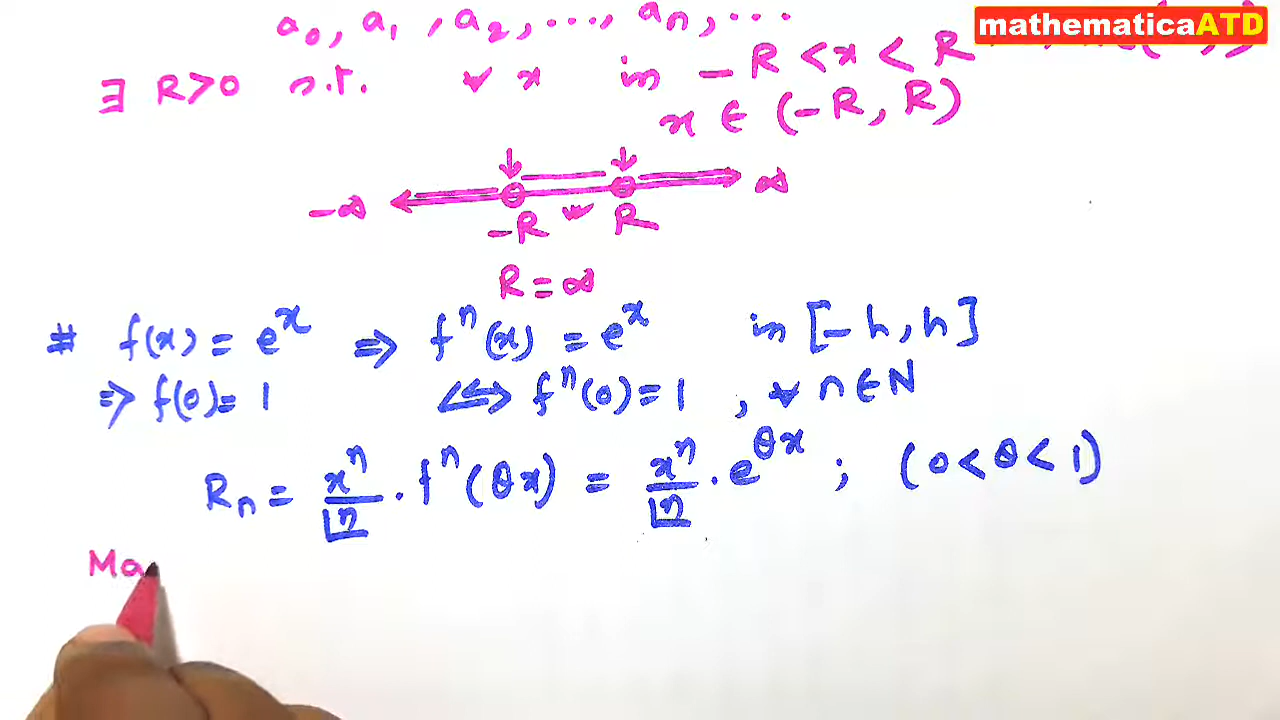 mathematicaATD
a₀, a₁, a₂, ..., aₙ, ...
∃ R>0 s.t. ∀ x in -R < x < R
x ∈ (-R, R)
-∞ ∞
-R R
R = ∞
# f(x) = eˣ ⇒ fⁿ(x) = eˣ in [-h, h]
⇒ f(0) = 1 ⟺ fⁿ(0) = 1 , ∀ n ∈ N
Rₙ = xⁿ/|n . fⁿ(θx) = xⁿ/|n . e^θx ; (0 < θ < 1)
Ma